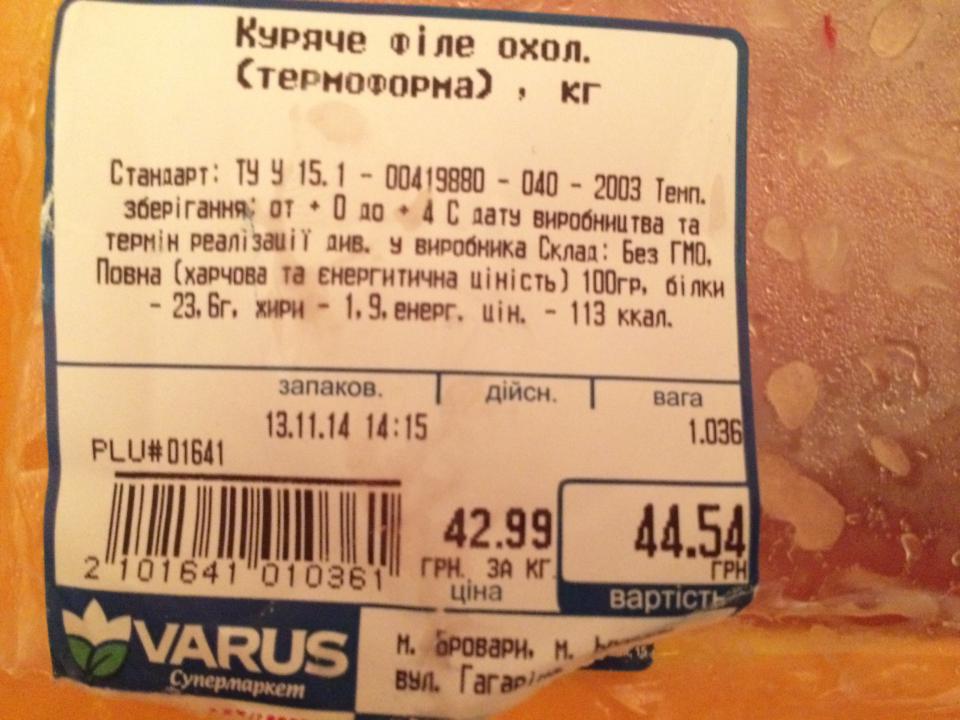 Куряче філе охол.
(термоформа) , кг
Стандарт: ТУ У 15.1 - 00419880 - 040 - 2003 Темп.
зберігання: от + 0 до + 4 С дату виробництва та
термін реалізації див. у виробника Склад: Без ГМО.
Повна (харчова та єнергитична ціність) 100гр, білки
- 23,6г, жири - 1,9,енерг. цін. - 113 ккал.
запаков. дійсн. вага
13.11.14 14:15 1.036
PLU#01641
42.99 44.54
ГРН. ЗА КГ. ГРН
2 101641 010361
ціна вартість
VARUS
Супермаркет
м. Бровари, м.
вул.